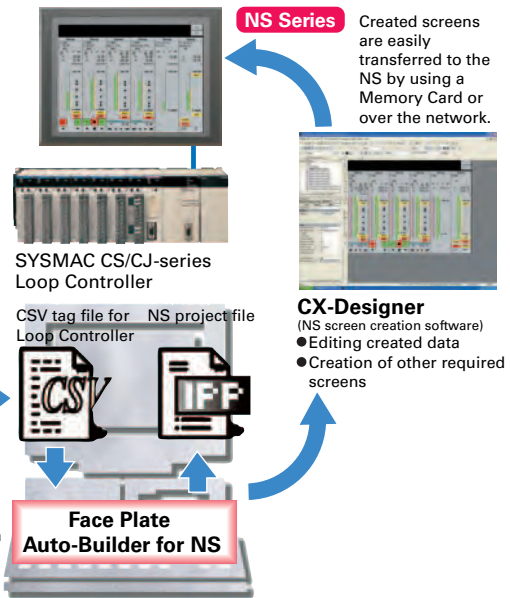 NS Series
Created screens
are easily
transferred to the
NS by using a
Memory Card or
over the network.
SYSMAC CS/CJ-series
Loop Controller
CX-Designer
(NS screen creation software)
●Editing created data
●Creation of other required
screens
CSV tag file for
Loop Controller
NS project file
CSV
IPP
Face Plate
Auto-Builder for NS